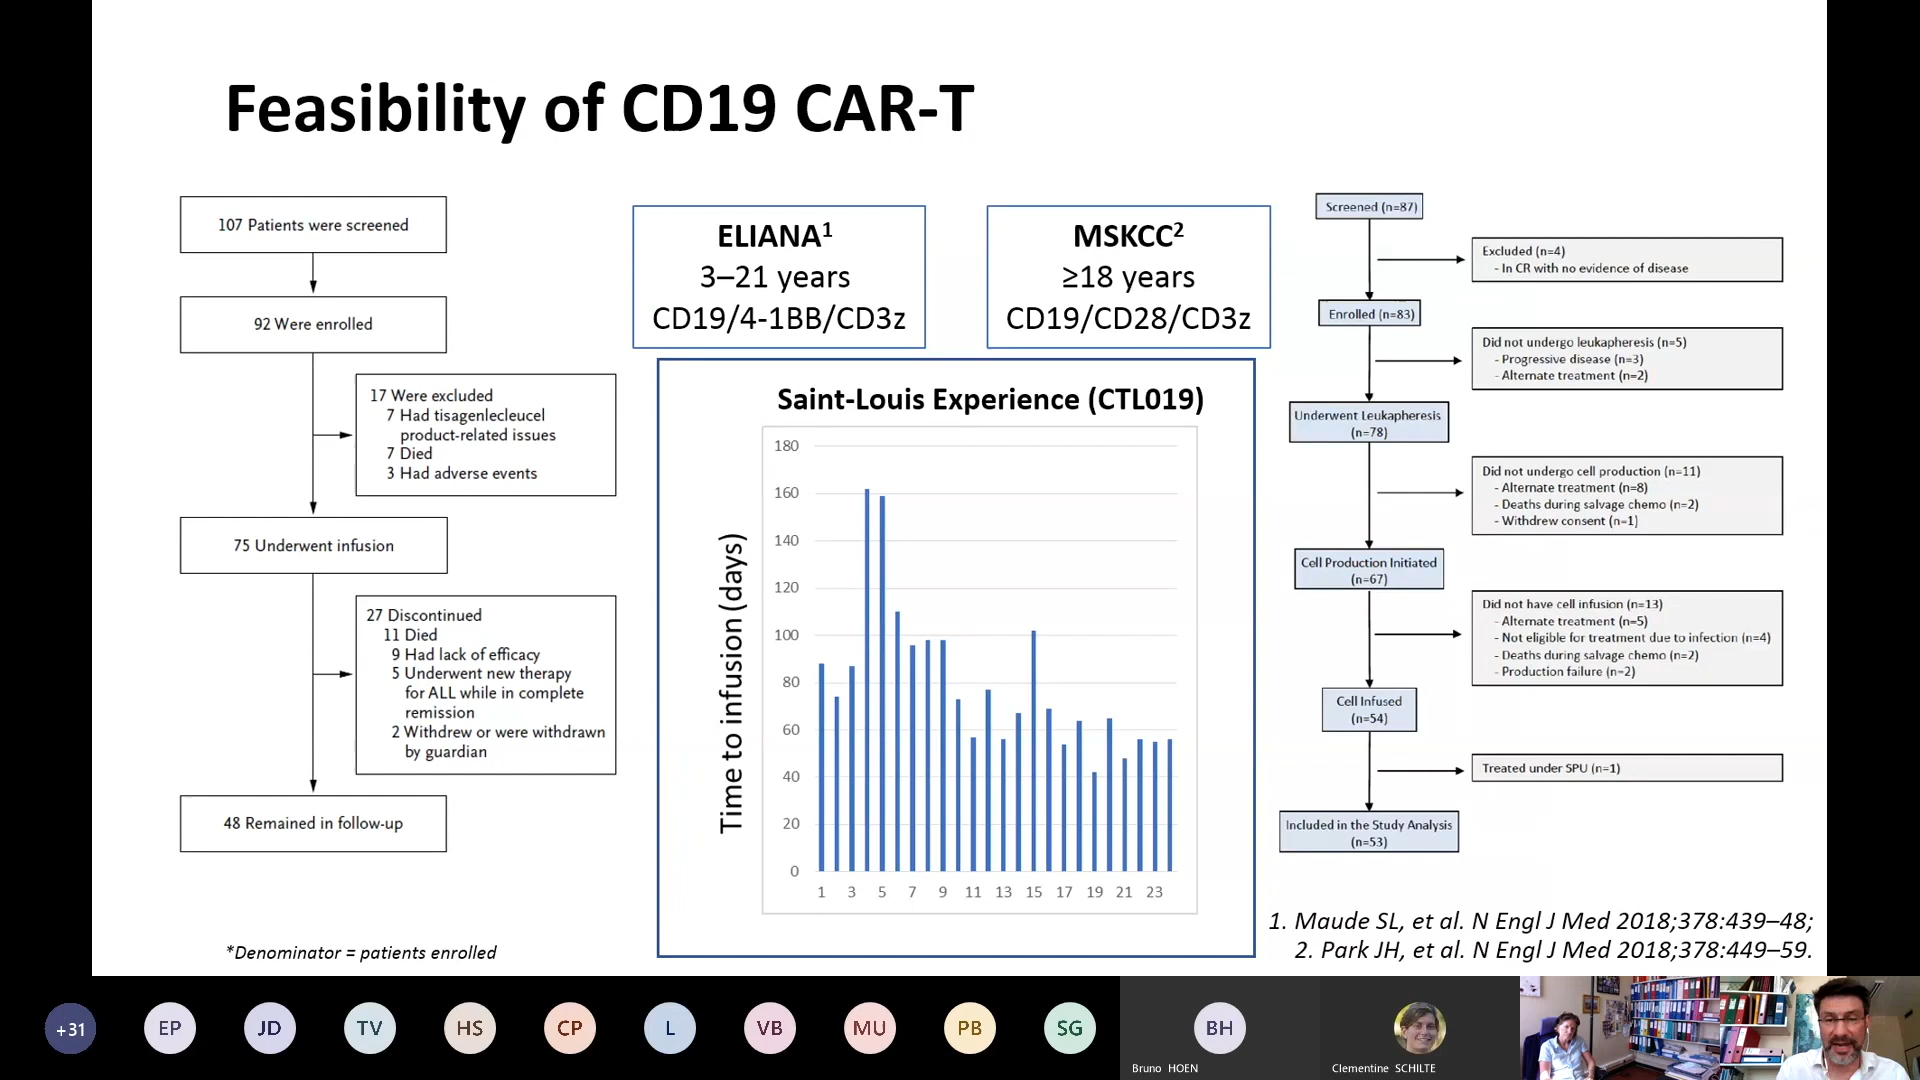 Feasibility of CD19 CAR-T
107 Patients were screened
92 Were enrolled
17 Were excluded
7 Had tisagenlecleucel
product-related issues
7 Died
3 Had adverse events
75 Underwent infusion
27 Discontinued
11 Died
9 Had lack of efficacy
5 Underwent new therapy
for ALL while in complete
remission
2 Withdrew or were withdrawn
by guardian
48 Remained in follow-up
*Denominator = patients enrolled
ELIANA¹
3–21 years
CD19/4-1BB/CD3z
MSKCC²
≥18 years
CD19/CD28/CD3z
Saint-Louis Experience (CTL019)
Time to infusion (days)
180
160
140
120
100
80
60
40
20
0
1 3 5 7 9 11 13 15 17 19 21 23
Screened (n=87)
Excluded (n=4)
- In CR with no evidence of disease
Enrolled (n=83)
Did not undergo leukapheresis (n=5)
- Progressive disease (n=3)
- Alternate treatment (n=2)
Underwent Leukapheresis
(n=78)
Did not undergo cell production (n=11)
- Alternate treatment (n=8)
- Deaths during salvage chemo (n=2)
- Withdrew consent (n=1)
Cell Production Initiated
(n=67)
Did not have cell infusion (n=13)
- Alternate treatment (n=5)
- Not eligible for treatment due to infection (n=4)
- Deaths during salvage chemo (n=2)
- Production failure (n=2)
Cell Infused
(n=54)
Treated under SPU (n=1)
Included in the Study Analysis
(n=53)
1. Maude SL, et al. N Engl J Med 2018;378:439–48;
2. Park JH, et al. N Engl J Med 2018;378:449–59.
+31 EP JD TV HS CP L VB MU PB SG BH
Bruno HOEN
Clementine SCHILTE